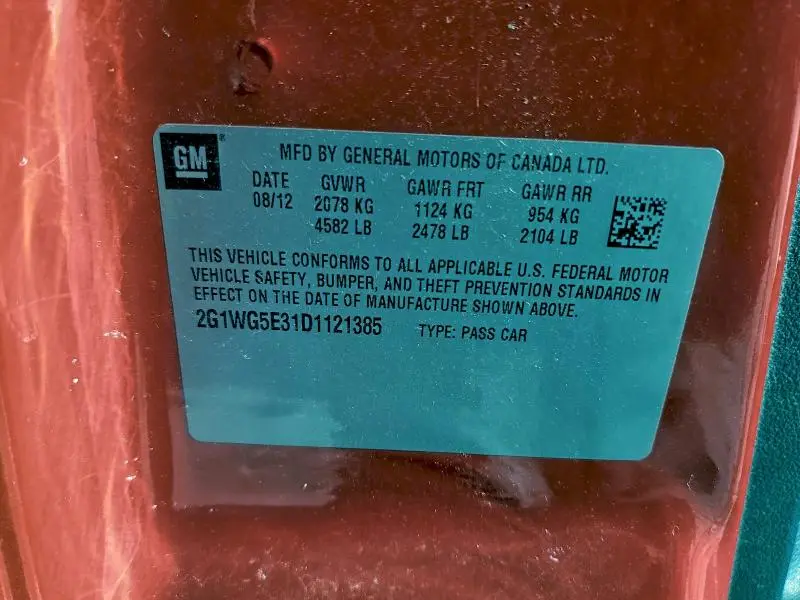 GM
MFD BY GENERAL MOTORS OF CANADA LTD.
DATE GVWR GAWR FRT GAWR RR
08/12 2078 KG 1124 KG 954 KG
4582 LB 2478 LB 2104 LB
THIS VEHICLE CONFORMS TO ALL APPLICABLE U.S. FEDERAL MOTOR
VEHICLE SAFETY, BUMPER, AND THEFT PREVENTION STANDARDS IN
EFFECT ON THE DATE OF MANUFACTURE SHOWN ABOVE.
2G1WG5E31D1121385 TYPE: PASS CAR